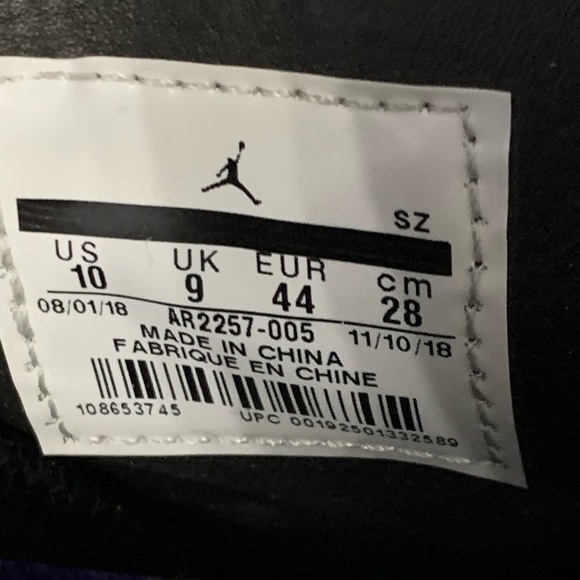 SZ
US UK EUR cm
10 9 44 28
08/01/18 AR2257-005 11/10/18
MADE IN CHINA
FABRIQUE EN CHINE
108653745 UPC 00192501332589